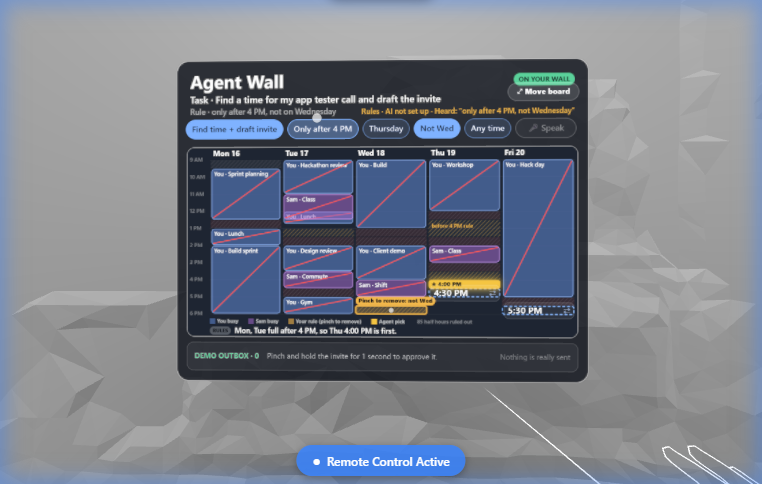 Agent Wall
ON YOUR WALL
Move board
Task · Find a time for my app tester call and draft the invite
Rule · only after 4 PM, not on Wednesday
Rules · AI not set up · Heard: "only after 4 PM, not Wednesday"
Find time + draft invite
Only after 4 PM
Thursday
Not Wed
Any time
Speak
Mon 16
Tue 17
Wed 18
Thu 19
Fri 20
9 AM
10 AM
11 AM
12 PM
1 PM
2 PM
3 PM
4 PM
5 PM
6 PM
You · Sprint planning
You · Lunch
You · Build sprint
You · Hackathon review
Sam · Class
You · Lunch
You · Design review
Sam · Commute
You · Gym
You · Build
You · Client demo
Sam · Shift
Pinch to remove: not Wed
You · Workshop
before 4 PM rule
Sam · Class
4:00 PM
4:30 PM
You · Hack day
5:30 PM
You busy
Sam busy
Your rule (pinch to remove)
Agent pick
half hours ruled out
RULES
Mon, Tue full after 4 PM, so Thu 4:00 PM is first.
DEMO OUTBOX · 0
Pinch and hold the invite for 1 second to approve it.
Nothing is really sent
Remote Control Active